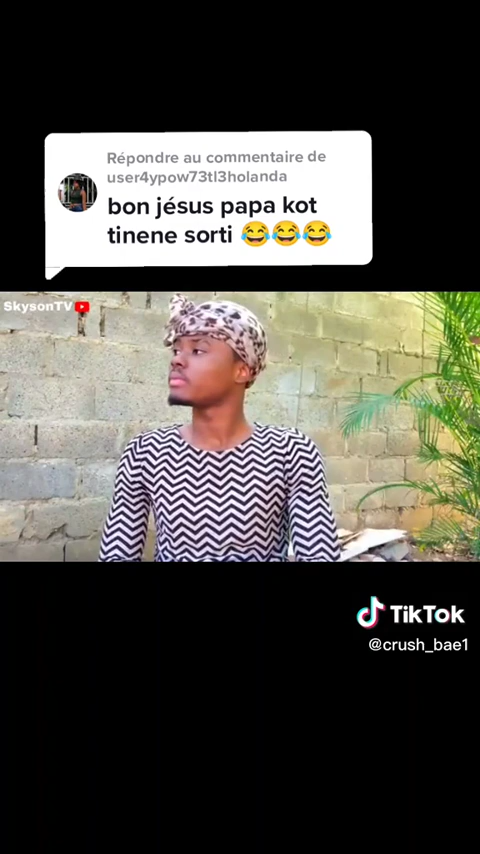 Répondre au commentaire de
user4ypow73tl3holanda
bon jésus papa kot
tinene sorti 😂😂😂
SkysonTV
TikTok
@crush_bae1